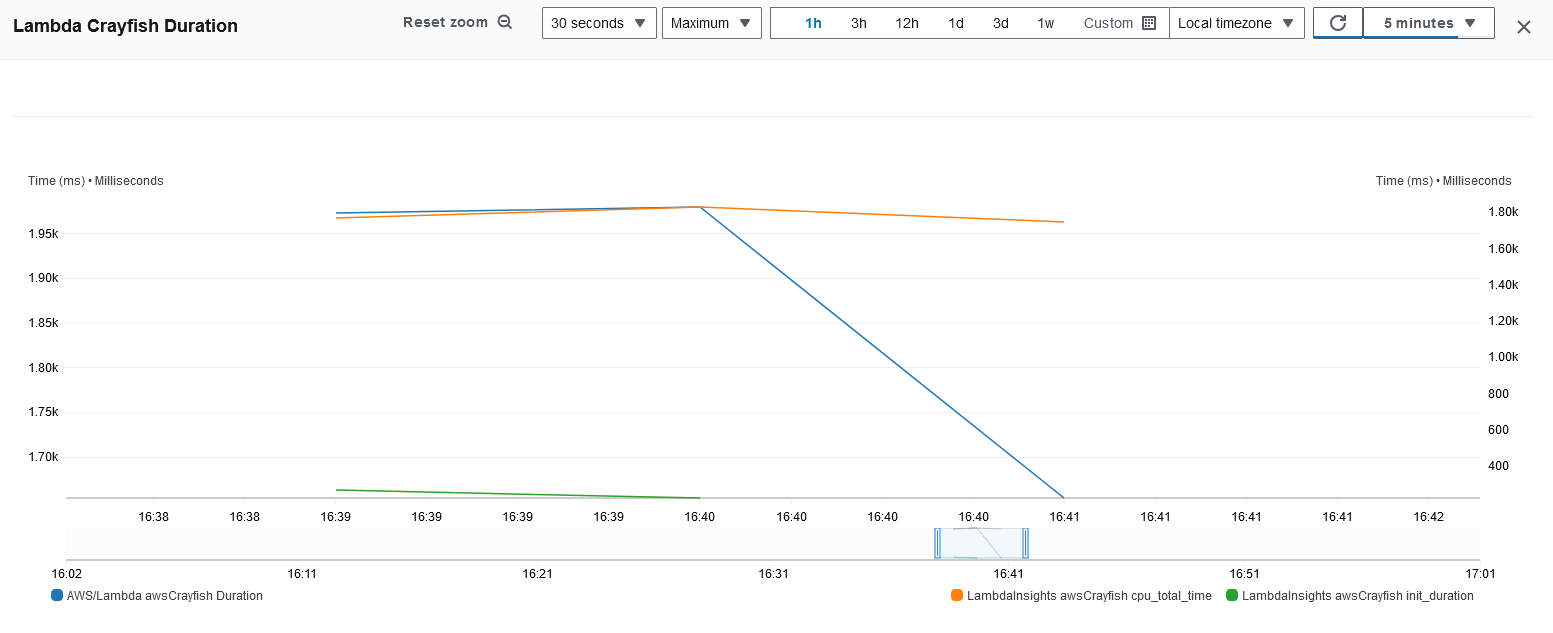 Lambda Crayfish Duration
Reset zoom
30 seconds
Maximum
1h 3h 12h 1d 3d 1w Custom
Local timezone
5 minutes
Time (ms) • Milliseconds
Time (ms) • Milliseconds
1.95k
1.90k
1.85k
1.80k
1.75k
1.70k
1.80k
1.60k
1.40k
1.20k
1.00k
800
600
400
16:38 16:38 16:39 16:39 16:39 16:39 16:40 16:40 16:40 16:40 16:41 16:41 16:41 16:41 16:42
16:02 16:11 16:21 16:31 16:41 16:51 17:01
AWS/Lambda awsCrayfish Duration
LambdaInsights awsCrayfish cpu_total_time
LambdaInsights awsCrayfish init_duration